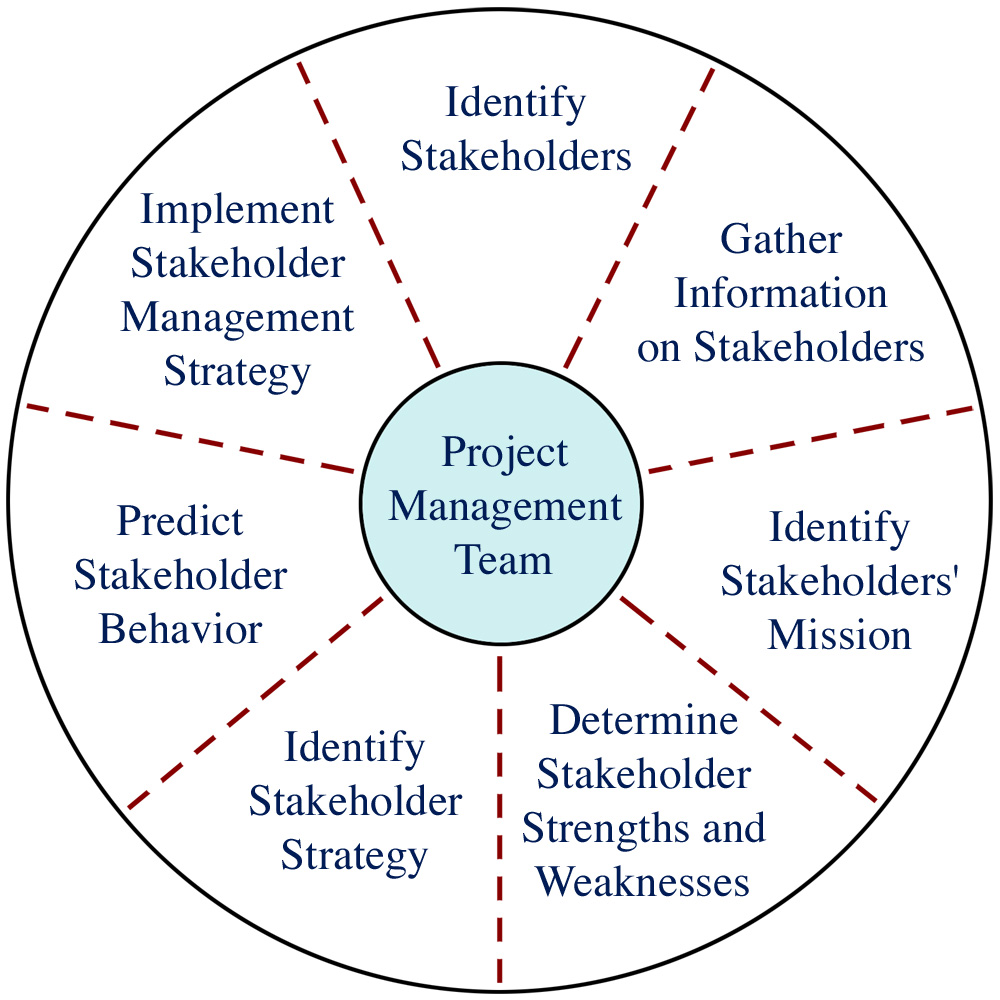 Identify
Stakeholders
Gather
Information
on Stakeholders
Identify
Stakeholders'
Mission
Determine
Stakeholder
Strengths and
Weaknesses
Identify
Stakeholder
Strategy
Predict
Stakeholder
Behavior
Implement
Stakeholder
Management
Strategy
Project
Management
Team